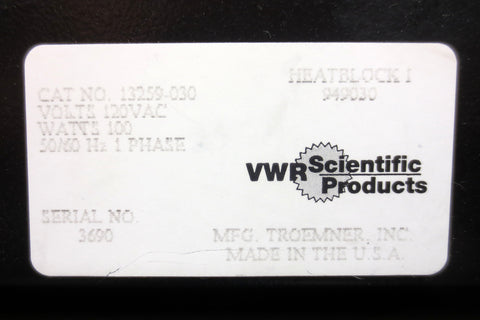 HEATBLOCK I
949030
CAT NO. 13259-030
VOLTS 120VAC
WATTS 100
50/60 Hz 1 PHASE
VWR Scientific
Products
SERIAL NO.
3690
MFG. TROEMNER, INC.
MADE IN THE U.S.A.